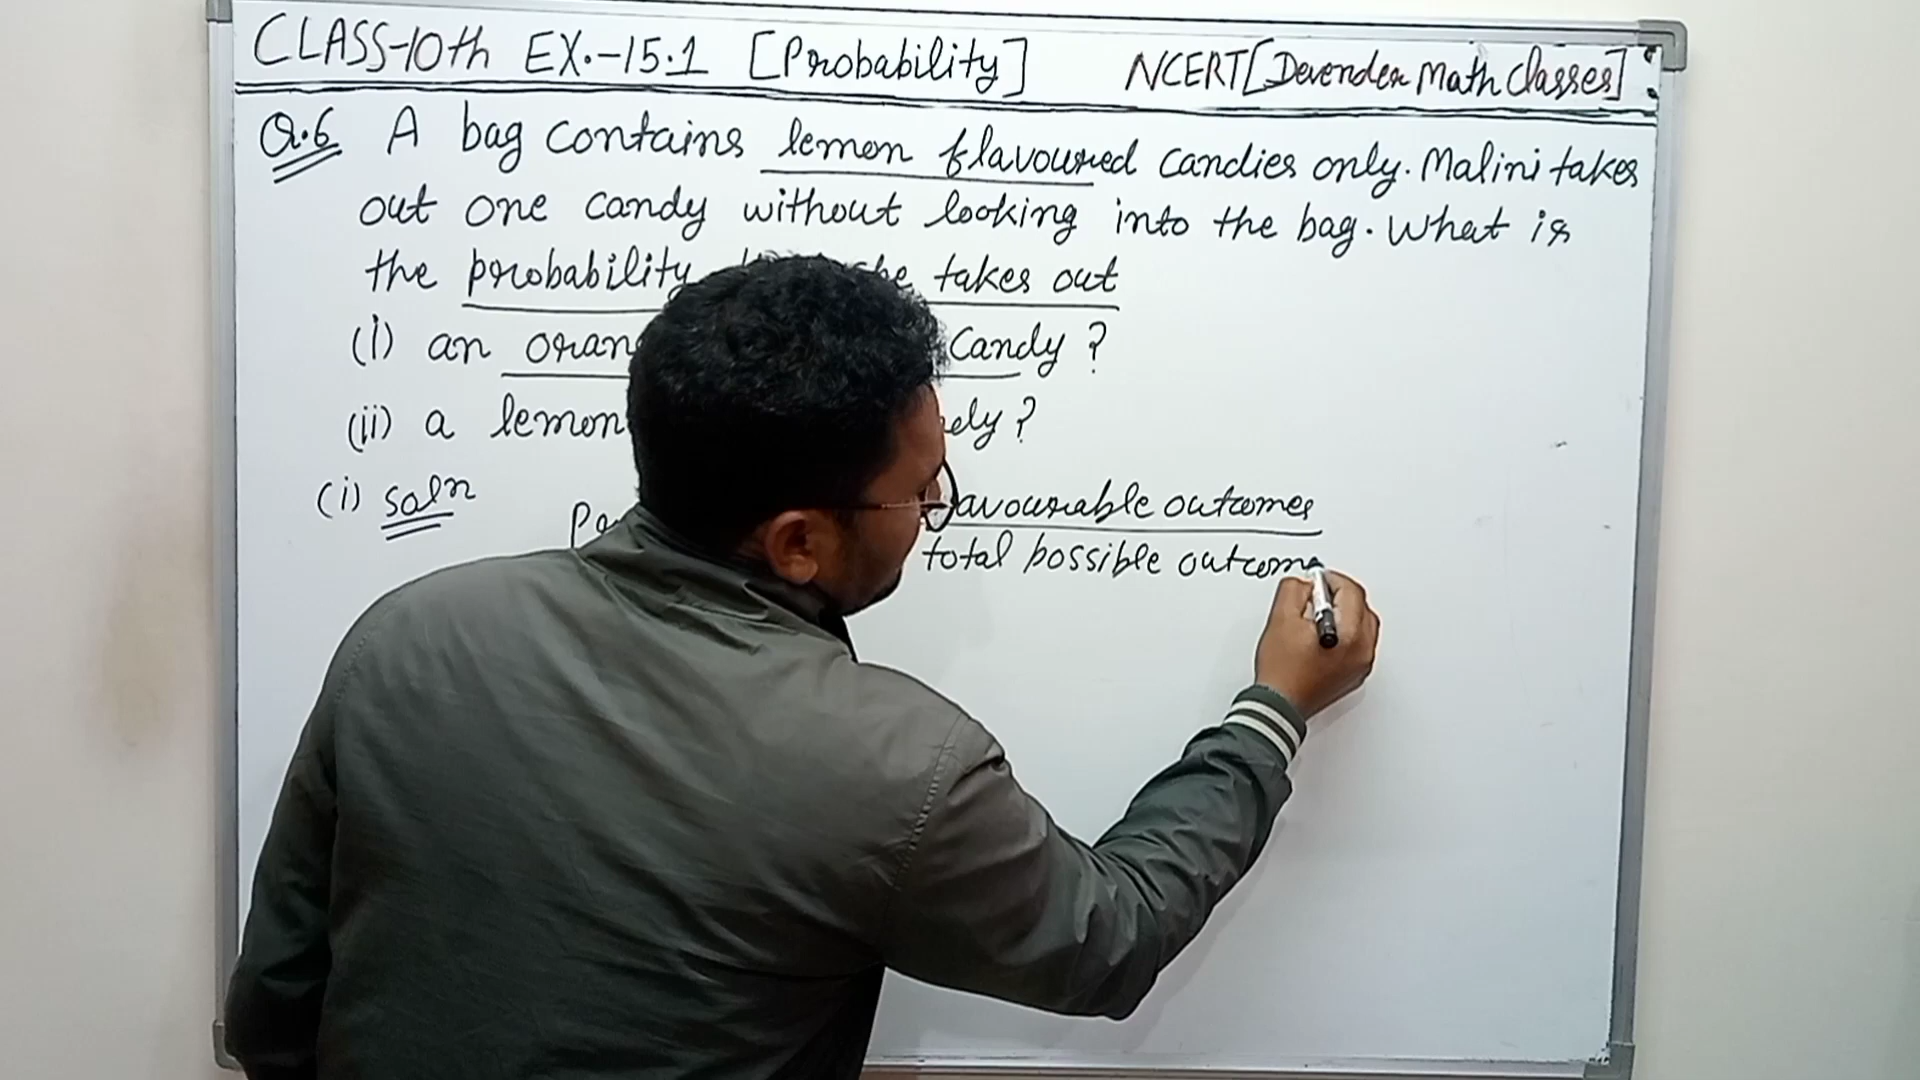 CLASS-10th EX.-15.1 [Probability] NCERT [Devender Math Classes]
Q.6 A bag contains lemon flavoured candies only. Malini takes
out one candy without looking into the bag. What is
the probability takes out
(i) an Candy?
(ii) a lemon
(i) soln outcomes
total possible